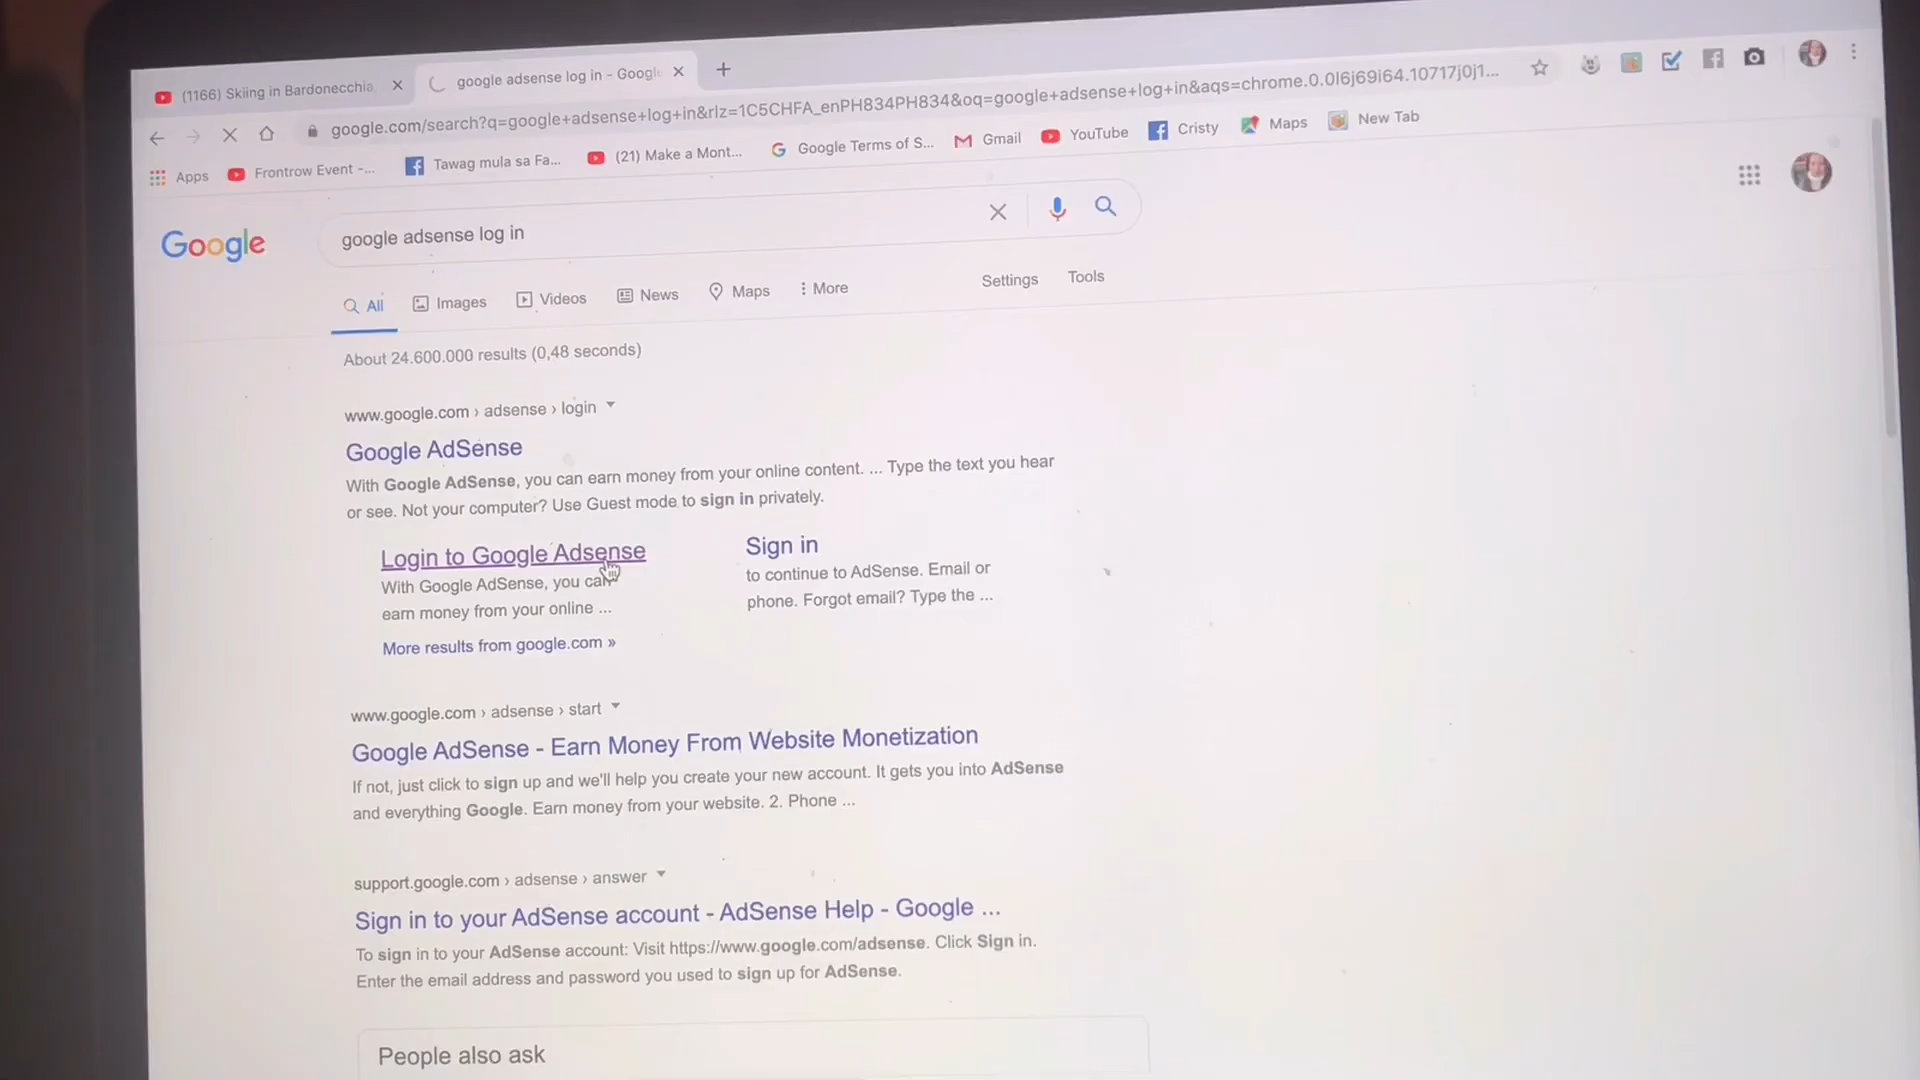 (1166) Skiing in Bardonecchia
google adsense log in - Googl
google.com/search?q=google+adsense+log+in&rlz=1C5CHFA_enPH834PH834&oq=google+adsense+log+in&aqs=chrome.0.0l6j69i64.10717j0j1...
Apps
Frontrow Event -...
Tawag mula sa Fa...
(21) Make a Mont...
Google Terms of S...
Gmail
YouTube
Cristy
Maps
New Tab
Google
google adsense log in
All
Images
Videos
News
Maps
More
Settings
Tools
About 24.600.000 results (0,48 seconds)
www.google.com › adsense › login
Google AdSense
With Google AdSense, you can earn money from your online content. ... Type the text you hear
or see. Not your computer? Use Guest mode to sign in privately.
Login to Google Adsense
With Google AdSense, you can
earn money from your online ...
Sign in
to continue to AdSense. Email or
phone. Forgot email? Type the ...
More results from google.com »
www.google.com › adsense › start
Google AdSense - Earn Money From Website Monetization
If not, just click to sign up and we'll help you create your new account. It gets you into AdSense
and everything Google. Earn money from your website. 2. Phone ...
support.google.com › adsense › answer
Sign in to your AdSense account - AdSense Help - Google ...
To sign in to your AdSense account: Visit https://www.google.com/adsense. Click Sign in.
Enter the email address and password you used to sign up for AdSense.
People also ask